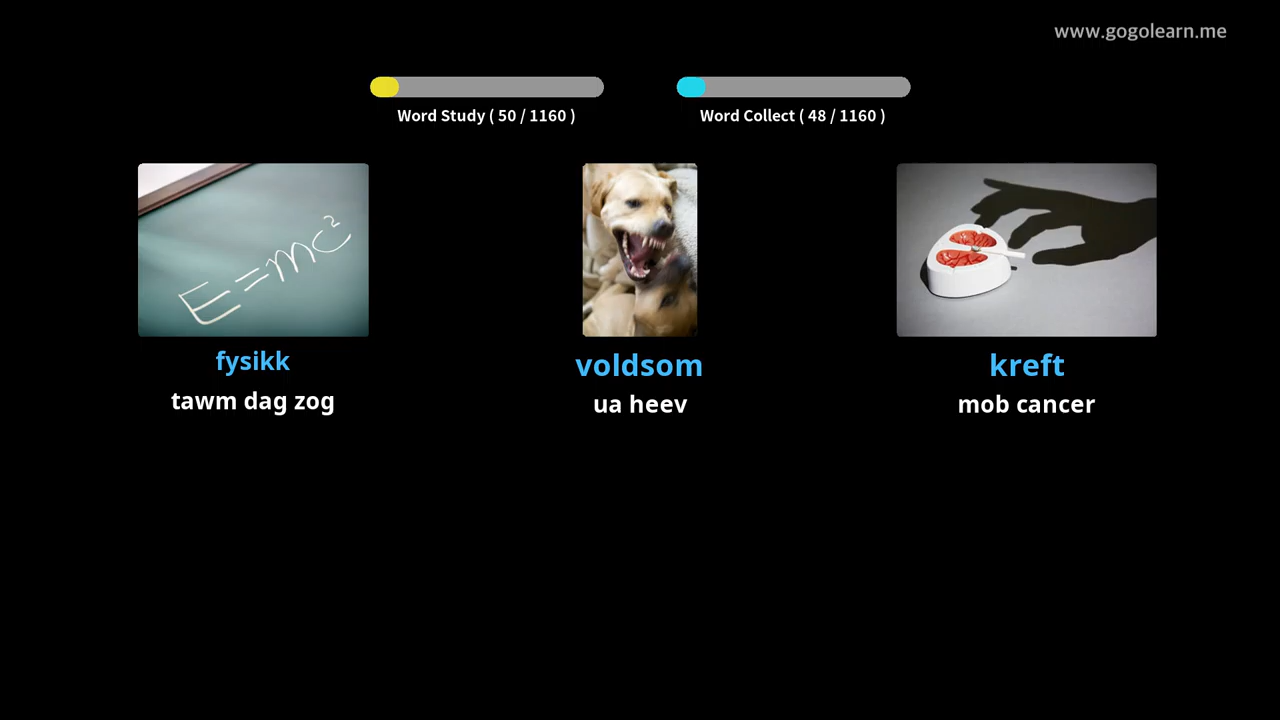 www.gogolearn.me
Word Study ( 50 / 1160 )
Word Collect ( 48 / 1160 )
E=mc²
fysikk
voldsom
kreft
tawm dag zog
ua heev
mob cancer